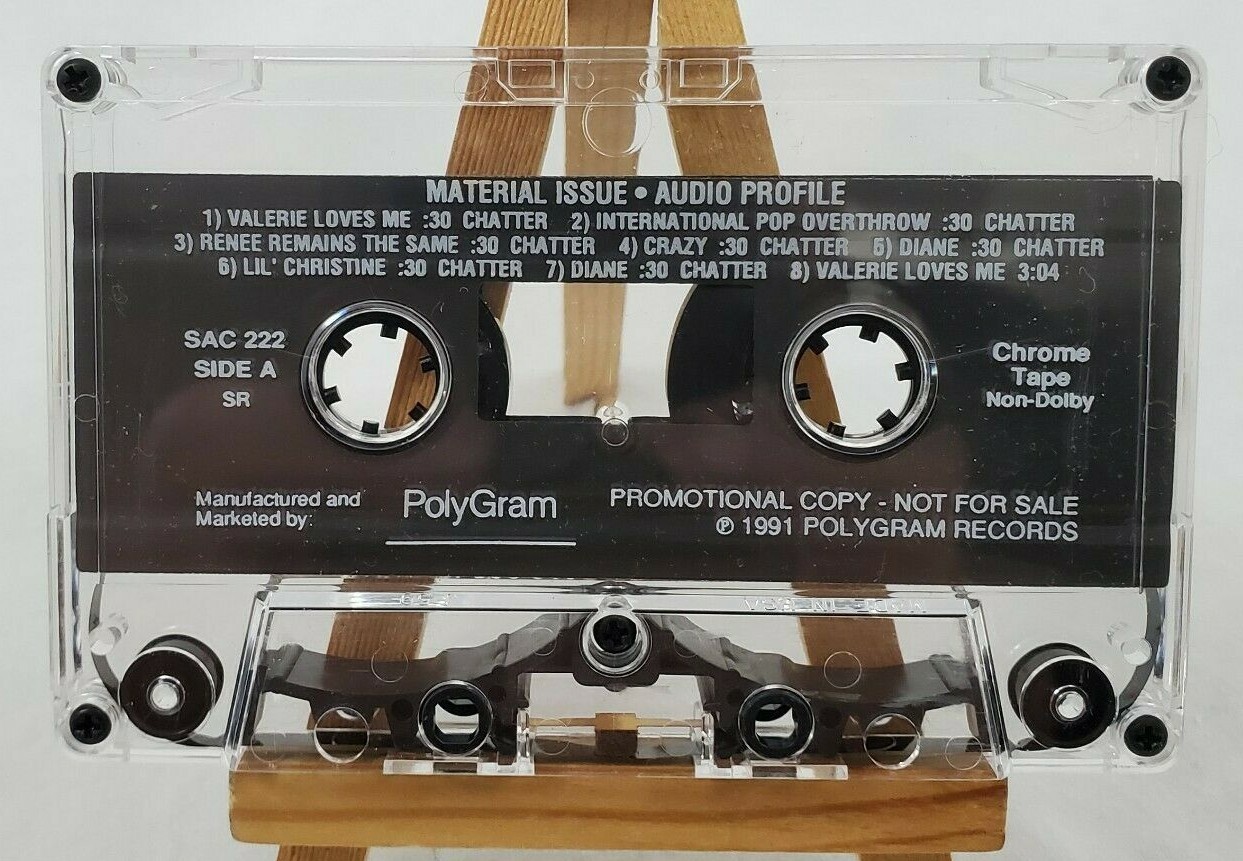 MATERIAL ISSUE • AUDIO PROFILE
1) VALERIE LOVES ME :30 CHATTER 2) INTERNATIONAL POP OVERTHROW :30 CHATTER
3) RENEE REMAINS THE SAME :30 CHATTER 4) CRAZY :30 CHATTER 5) DIANE :30 CHATTER
6) LIL' CHRISTINE :30 CHATTER 7) DIANE :30 CHATTER 8) VALERIE LOVES ME 3:04
SAC 222
SIDE A
SR
Chrome
Tape
Non-Dolby
Manufactured and
Marketed by:
PolyGram
PROMOTIONAL COPY - NOT FOR SALE
℗ 1991 POLYGRAM RECORDS
MADE IN USA